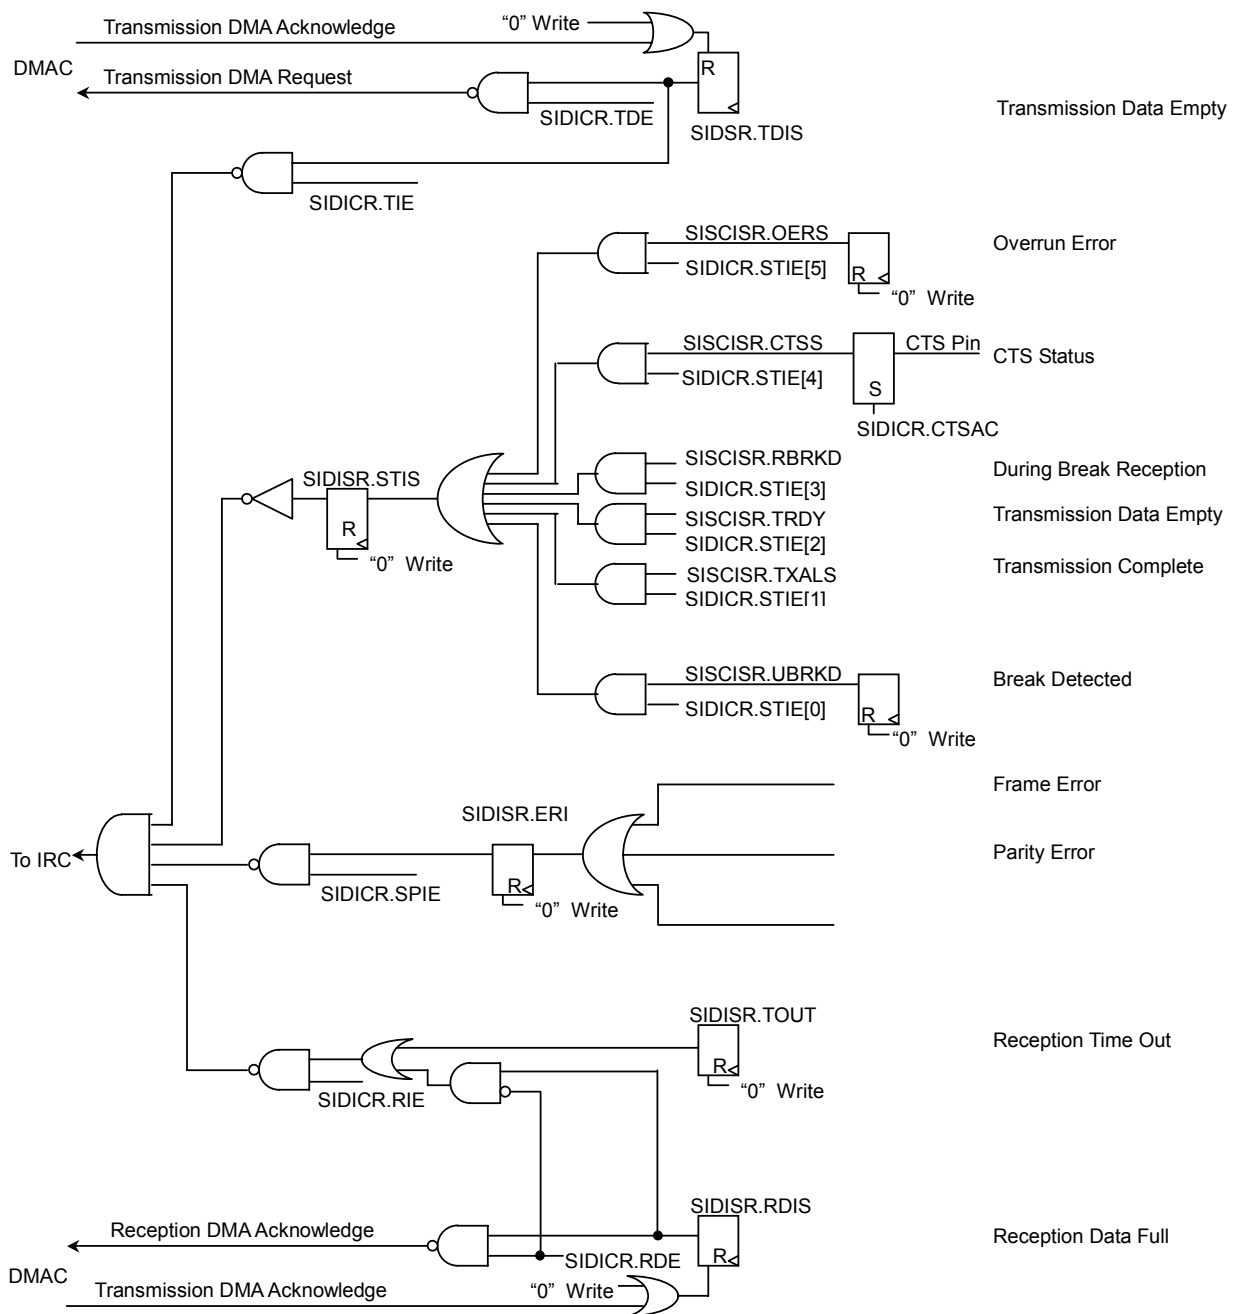 Transmission DMA Acknowledge
“0” Write
DMAC
Transmission DMA Request
R
SIDICR.TDE
SIDSR.TDIS
Transmission Data Empty
SIDICR.TIE
SISCISR.OERS
Overrun Error
SIDICR.STIE[5]
R
“0” Write
SISCISR.CTSS
CTS Pin
CTS Status
SIDICR.STIE[4]
S
SIDICR.CTSAC
SISCISR.RBRKD
During Break Reception
SIDISR.STIS
SIDICR.STIE[3]
SISCISR.TRDY
Transmission Data Empty
R
SIDICR.STIE[2]
“0” Write
SISCISR.TXALS
Transmission Complete
SIDICR.STIE[1]
SISCISR.UBRKD
Break Detected
SIDICR.STIE[0]
R
“0” Write
Frame Error
SIDISR.ERI
To IRC
Parity Error
SIDICR.SPIE
R
“0” Write
SIDISR.TOUT
Reception Time Out
R
SIDICR.RIE
“0” Write
SIDISR.RDIS
Reception DMA Acknowledge
Reception Data Full
R
SIDICR.RDE
DMAC
Transmission DMA Acknowledge
“0” Write